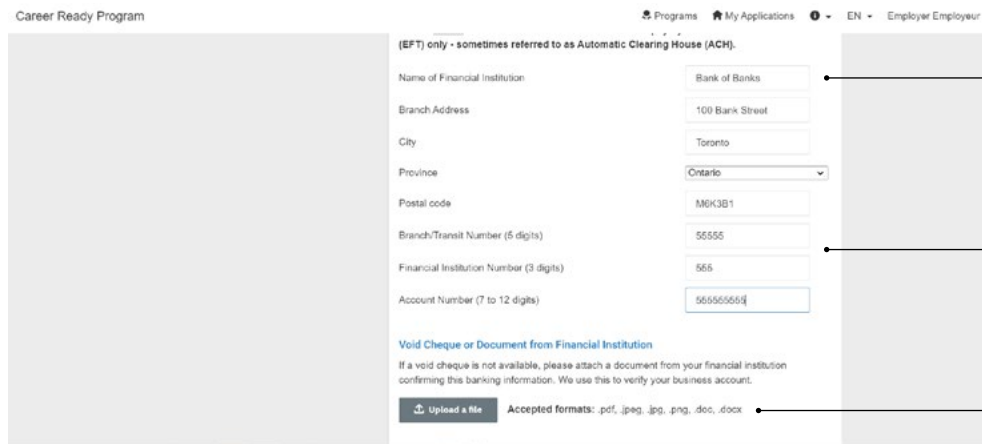 Career Ready Program
Programs My Applications EN Employer Employeur
(EFT) only - sometimes referred to as Automatic Clearing House (ACH).
Name of Financial Institution Bank of Banks
Branch Address 100 Bank Street
City Toronto
Province Ontario
Postal code M6K3B1
Branch/Transit Number (5 digits) 55555
Financial Institution Number (3 digits) 555
Account Number (7 to 12 digits) 555555555
Void Cheque or Document from Financial Institution
If a void cheque is not available, please attach a document from your financial institution
confirming this banking information. We use this to verify your business account.
Upload a file Accepted formats: .pdf, .jpeg, .jpg, .png, .doc, .docx